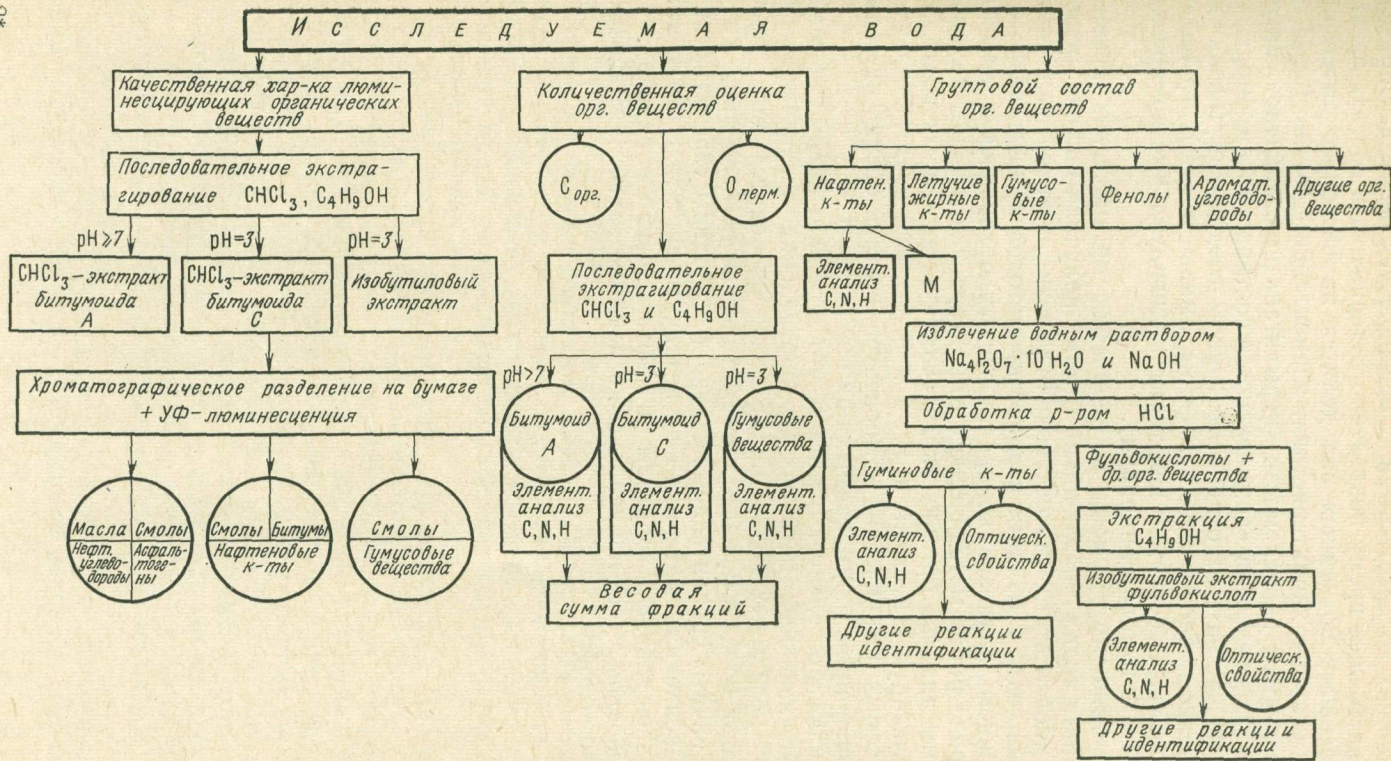 ИССЛЕДУЕМАЯ ВОДА
Качественная хар-ка люми-
несцирующих органических
веществ
Последовательное экстра-
гирование CHCl₃, C₄H₉OH
pH ⩾ 7
pH=3
pH=3
CHCl₃–экстракт
битумоида
A
CHCl₃–экстракт
битумоида
C
Изобутиловый
экстракт
Хроматографическое разделение на бумаге
+ УФ-люминесценция
Масла
Смолы
Нефт.
углево-
дороды
Асфаль-
тоге-
ны
Смолы
Битумы
Нафтеновые
к-ты
Смолы
Гумусовые
вещества
Количественная оценка
орг. веществ
C орг.
O перм.
Последовательное
экстрагирование
CHCl₃ и C₄H₉OH
pH>7
pH=3
pH=3
Битумоид
A
Элемент.
анализ
C, N, H
Битумоид
C
Элемент.
анализ
C, N, H
Гумусовые
вещества
Элемент.
анализ
C, N, H
Весовая
сумма фракций
Групповой состав
орг. веществ
Нафтен.
к-ты
Летучие
жирные
к-ты
Гумусо-
вые
к-ты
Фенолы
Аромат.
углеводо-
роды
Другие орг.
вещества
Элемент.
анализ
C, N, H
M
Извлечение водным раствором
Na₄P₂O₇ · 10 H₂O и NaOH
Обработка р-ром HCl
Гуминовые к-ты
Элемент.
анализ
C, N, H
Оптическ.
свойства
Другие реакции
идентификации
Фульвокислоты +
др. орг. вещества
Экстракция
C₄H₉OH
Изобутиловый экстракт
фульвокислот
Элемент.
анализ
C, N, H
Оптическ.
свойства
Другие реакции
идентификации